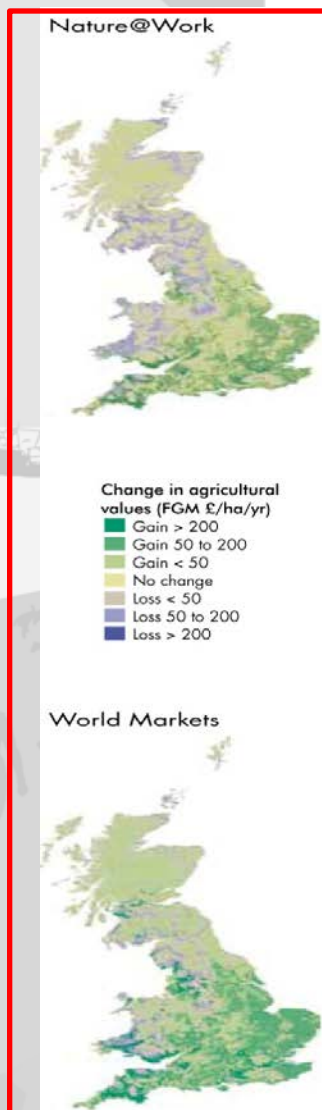 Nature@Work
Change in agricultural
values (FGM £/ha/yr)
Gain > 200
Gain 50 to 200
Gain < 50
No change
Loss < 50
Loss 50 to 200
Loss > 200
World Markets